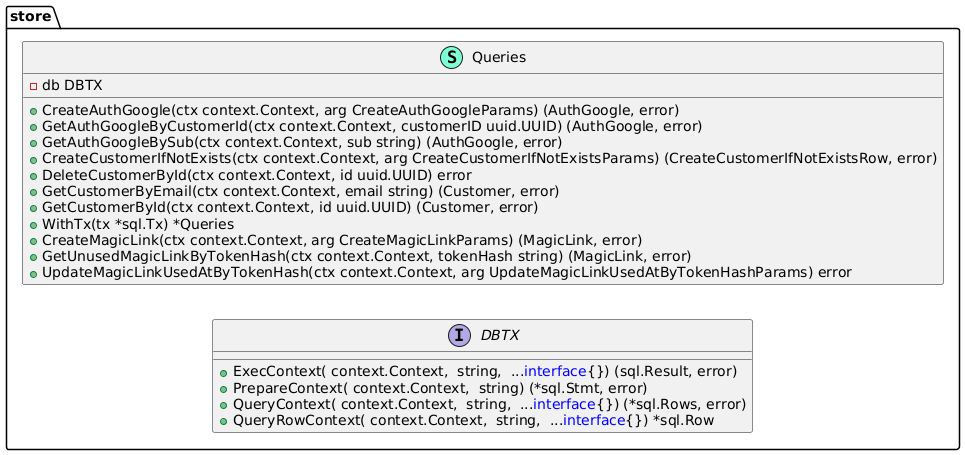 store
S Queries
db DBTX
CreateAuthGoogle(ctx context.Context, arg CreateAuthGoogleParams) (AuthGoogle, error)
GetAuthGoogleByCustomerId(ctx context.Context, customerID uuid.UUID) (AuthGoogle, error)
GetAuthGoogleBySub(ctx context.Context, sub string) (AuthGoogle, error)
CreateCustomerIfNotExists(ctx context.Context, arg CreateCustomerIfNotExistsParams) (CreateCustomerIfNotExistsRow, error)
DeleteCustomerById(ctx context.Context, id uuid.UUID) error
GetCustomerByEmail(ctx context.Context, email string) (Customer, error)
GetCustomerById(ctx context.Context, id uuid.UUID) (Customer, error)
WithTx(tx *sql.Tx) *Queries
CreateMagicLink(ctx context.Context, arg CreateMagicLinkParams) (MagicLink, error)
GetUnusedMagicLinkByTokenHash(ctx context.Context, tokenHash string) (MagicLink, error)
UpdateMagicLinkUsedAtByTokenHash(ctx context.Context, arg UpdateMagicLinkUsedAtByTokenHashParams) error
I DBTX
ExecContext( context.Context,  string,  ...interface{}) (sql.Result, error)
PrepareContext( context.Context,  string) (*sql.Stmt, error)
QueryContext( context.Context,  string,  ...interface{}) (*sql.Rows, error)
QueryRowContext( context.Context,  string,  ...interface{}) *sql.Row